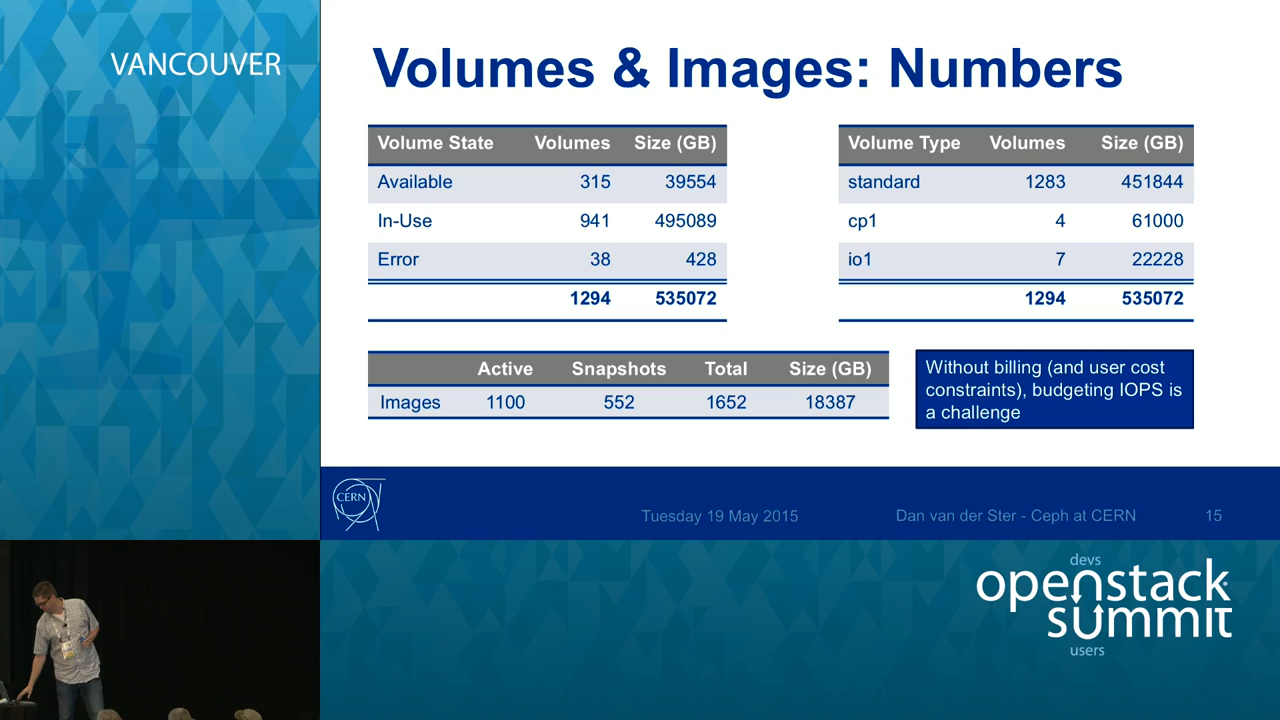 VANCOUVER
Volumes & Images: Numbers
Volume State Volumes Size (GB)
Available 315 39554
In-Use 941 495089
Error 38 428
1294 535072
Volume Type Volumes Size (GB)
standard 1283 451844
cp1 4 61000
io1 7 22228
1294 535072
Active Snapshots Total Size (GB)
Images 1100 552 1652 18387
Without billing (and user cost
constraints), budgeting IOPS is
a challenge
CERN
Tuesday 19 May 2015 Dan van der Ster - Ceph at CERN 15
devs
openstack
summit
users